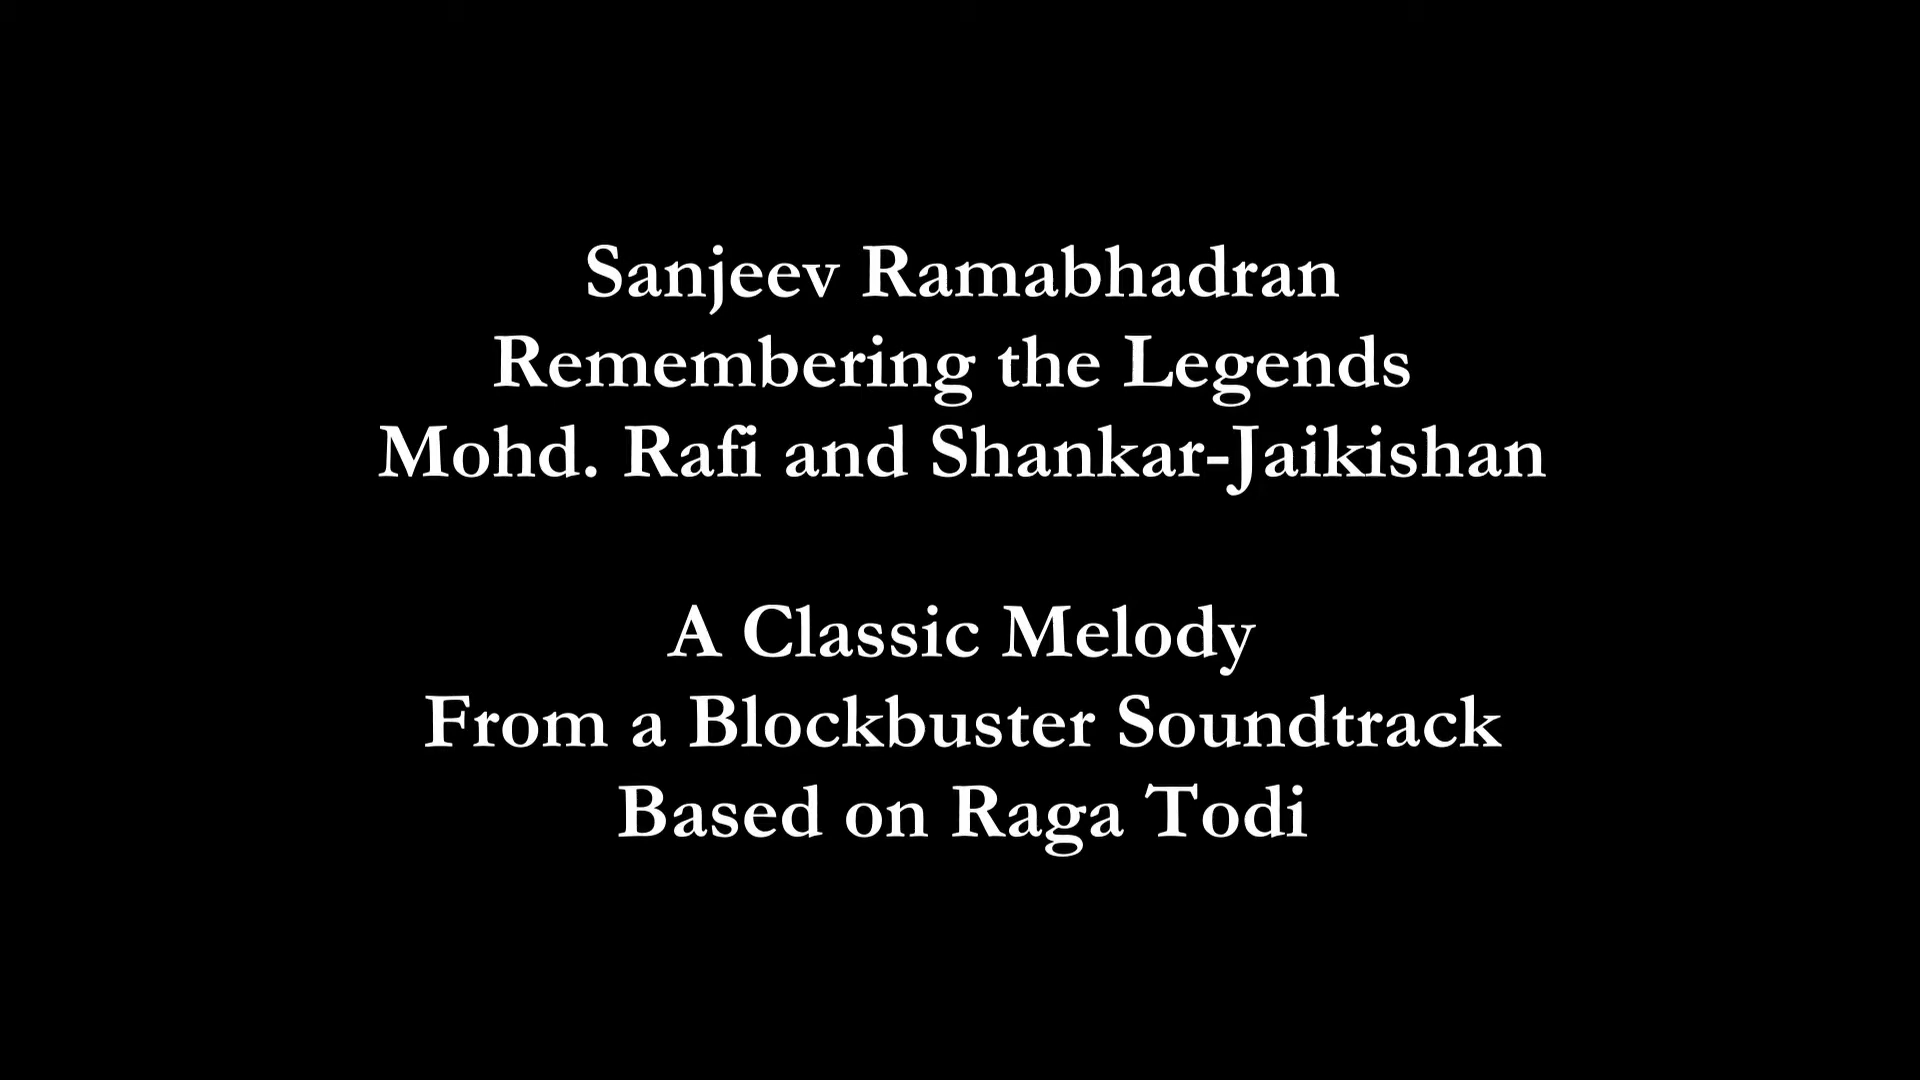 Sanjeev Ramabhadran
Remembering the Legends
Mohd. Rafi and Shankar-Jaikishan
A Classic Melody
From a Blockbuster Soundtrack
Based on Raga Todi